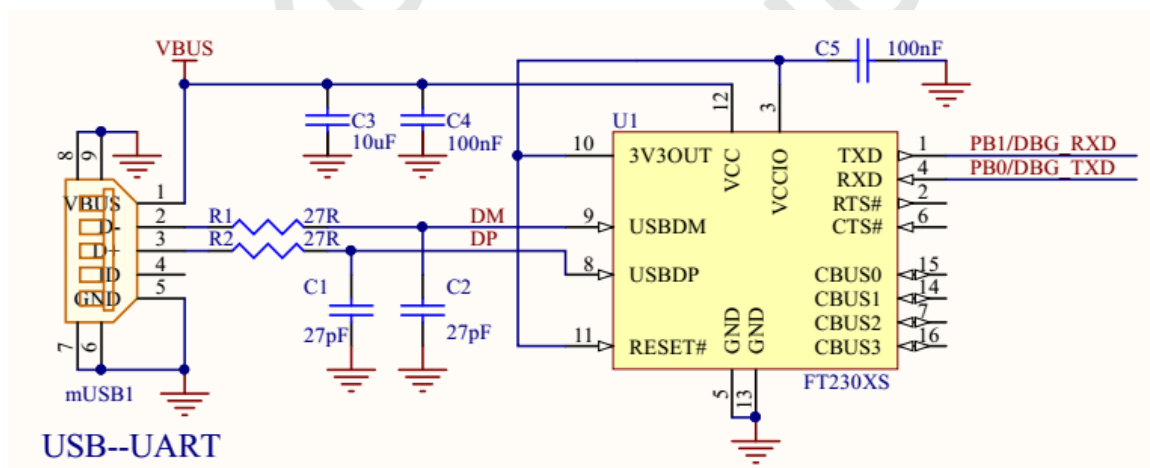 VBUS
C5 100nF
12
3
C3
10uF
C4
100nF
U1
8
9
10 3V3OUT
VCC
VCCIO
TXD 1 PB1/DBG_RXD
RXD 4 PB0/DBG_TXD
RTS# 2
CTS# 6
VBUS 1
D- 2 R1 27R DM 9 USBDM
D+ 3 R2 27R DP 8 USBDP
ID 4
GND 5
C1
27pF
C2
27pF
CBUS0 15
CBUS1 14
CBUS2 7
CBUS3 16
11 RESET#
GND
GND
7
6
5
13
mUSB1
FT230XS
USB--UART